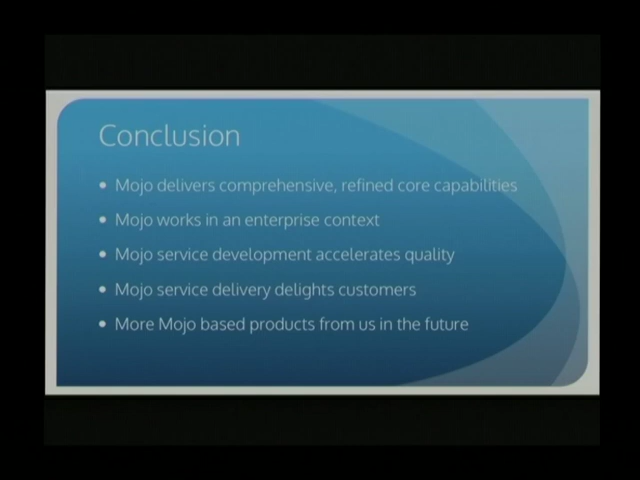 Conclusion
• Mojo delivers comprehensive, refined core capabilities
• Mojo works in an enterprise context
• Mojo service development accelerates quality
• Mojo service delivery delights customers
• More Mojo based products from us in the future